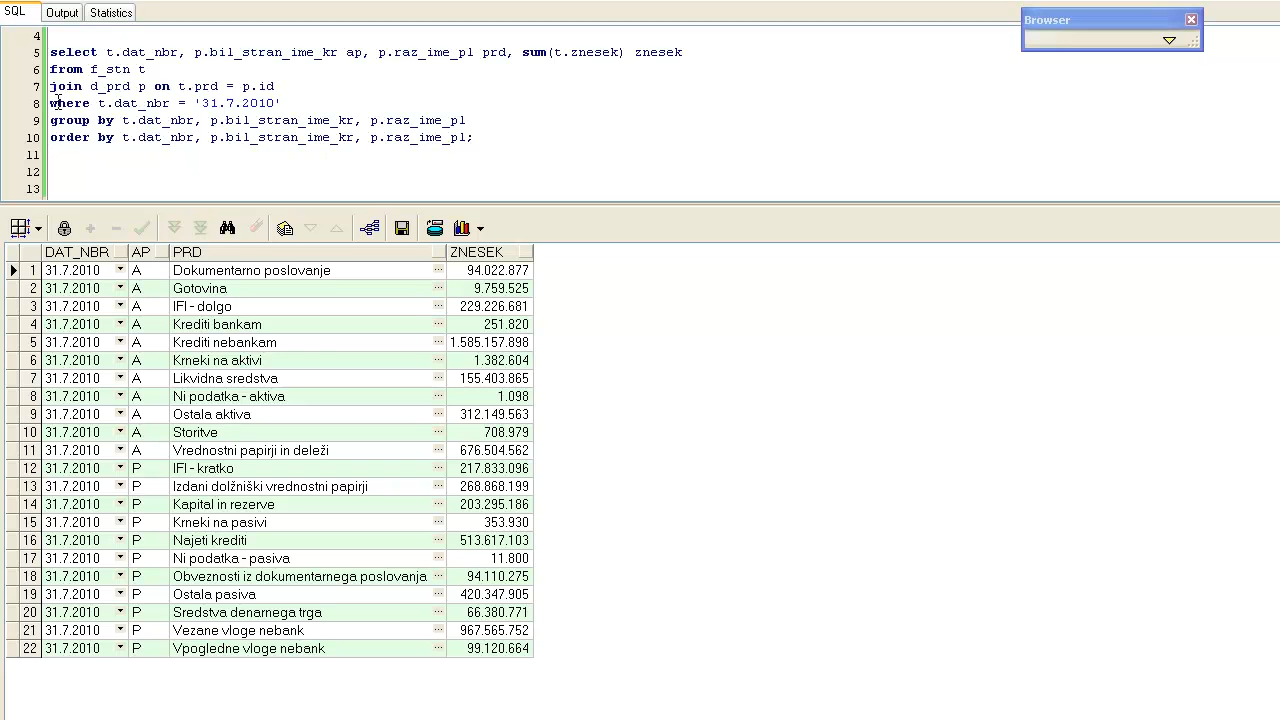 SQL Output Statistics
Browser
4
5 select t.dat_nbr, p.bil_stran_ime_kr ap, p.raz_ime_pl prd, sum(t.znesek) znesek
6 from f_stn t
7 join d_prd p on t.prd = p.id
8 where t.dat_nbr = '31.7.2010'
9 group by t.dat_nbr, p.bil_stran_ime_kr, p.raz_ime_pl
10 order by t.dat_nbr, p.bil_stran_ime_kr, p.raz_ime_pl;
11
12
13
DAT_NBR AP PRD ZNESEK
1 31.7.2010 A Dokumentarno poslovanje 94.022.877
2 31.7.2010 A Gotovina 9.759.525
3 31.7.2010 A IFI - dolgo 229.226.681
4 31.7.2010 A Krediti bankam 251.820
5 31.7.2010 A Krediti nebankam 1.585.157.898
6 31.7.2010 A Krneki na aktivi 1.382.604
7 31.7.2010 A Likvidna sredstva 155.403.865
8 31.7.2010 A Ni podatka - aktiva 1.098
9 31.7.2010 A Ostala aktiva 312.149.563
10 31.7.2010 A Storitve 708.979
11 31.7.2010 A Vrednostni papirji in deleži 676.504.562
12 31.7.2010 P IFI - kratko 217.833.096
13 31.7.2010 P Izdani dolžniški vrednostni papirji 268.868.199
14 31.7.2010 P Kapital in rezerve 203.295.186
15 31.7.2010 P Krneki na pasivi 353.930
16 31.7.2010 P Najeti krediti 513.617.103
17 31.7.2010 P Ni podatka - pasiva 11.800
18 31.7.2010 P Obveznosti iz dokumentarnega poslovanja 94.110.275
19 31.7.2010 P Ostala pasiva 420.347.905
20 31.7.2010 P Sredstva denarnega trga 66.380.771
21 31.7.2010 P Vezane vloge nebank 967.565.752
22 31.7.2010 P Vpogledne vloge nebank 99.120.664